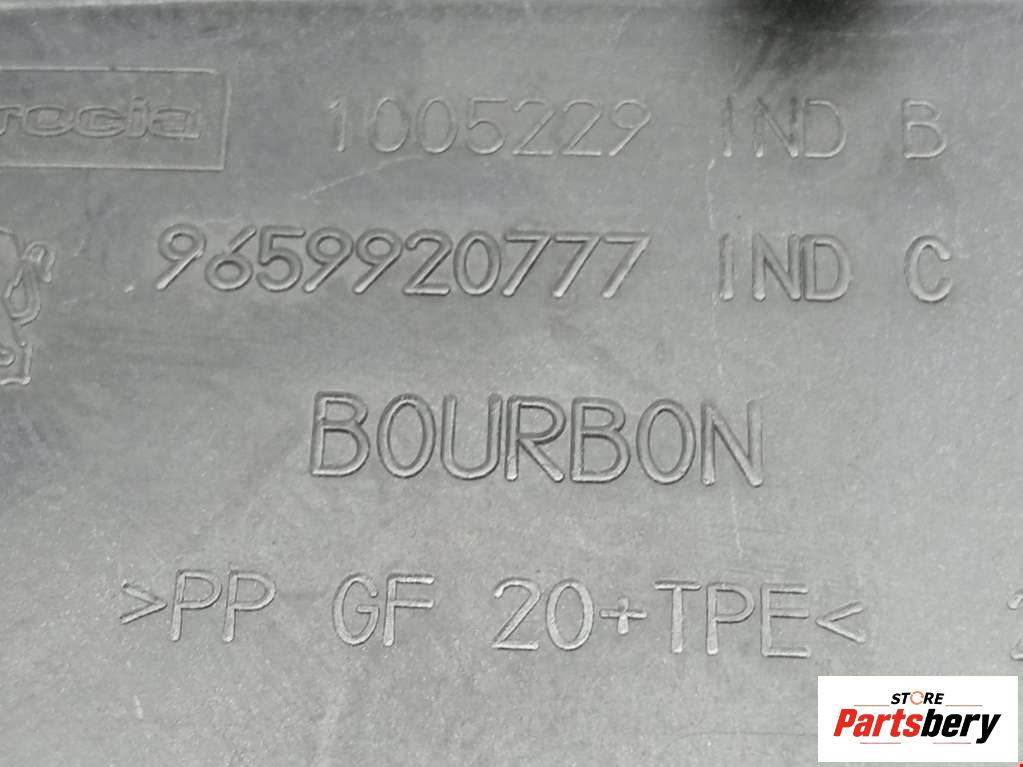 1005229 IND B
9659920777 IND C
BOURBON
>PP GF 20+TPE<
STORE
Partsbery